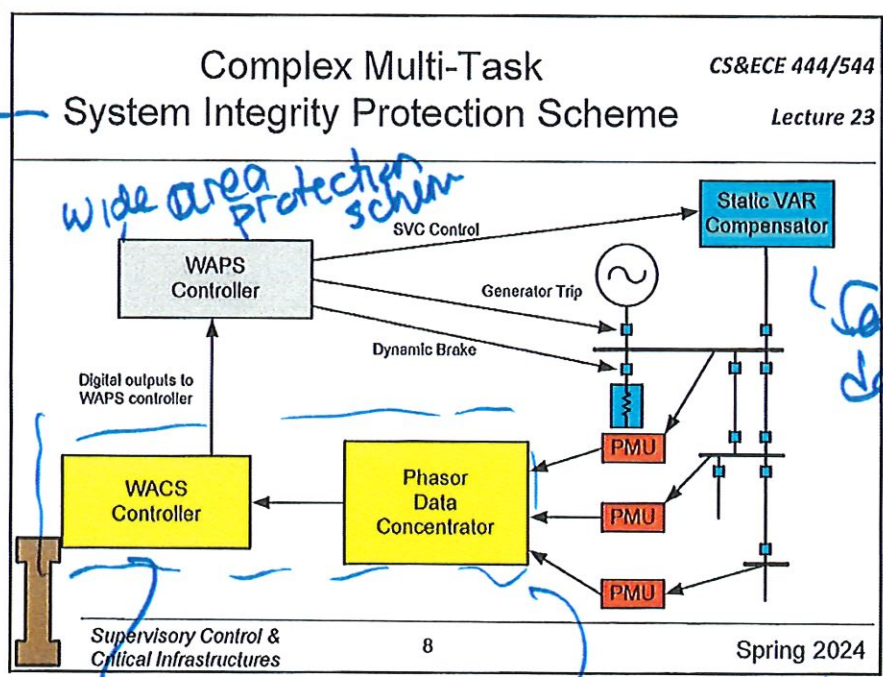 Complex Multi-Task
System Integrity Protection Scheme
CS&ECE 444/544
Lecture 23
wide area
protection
schem
SVC Control
Static VAR
Compensator
WAPS
Controller
Generator Trip
Dynamic Brake
Digital outputs to
WAPS controller
PMU
WACS
Controller
Phasor
Data
Concentrator
PMU
PMU
Supervisory Control &
Critical Infrastructures
8
Spring 2024